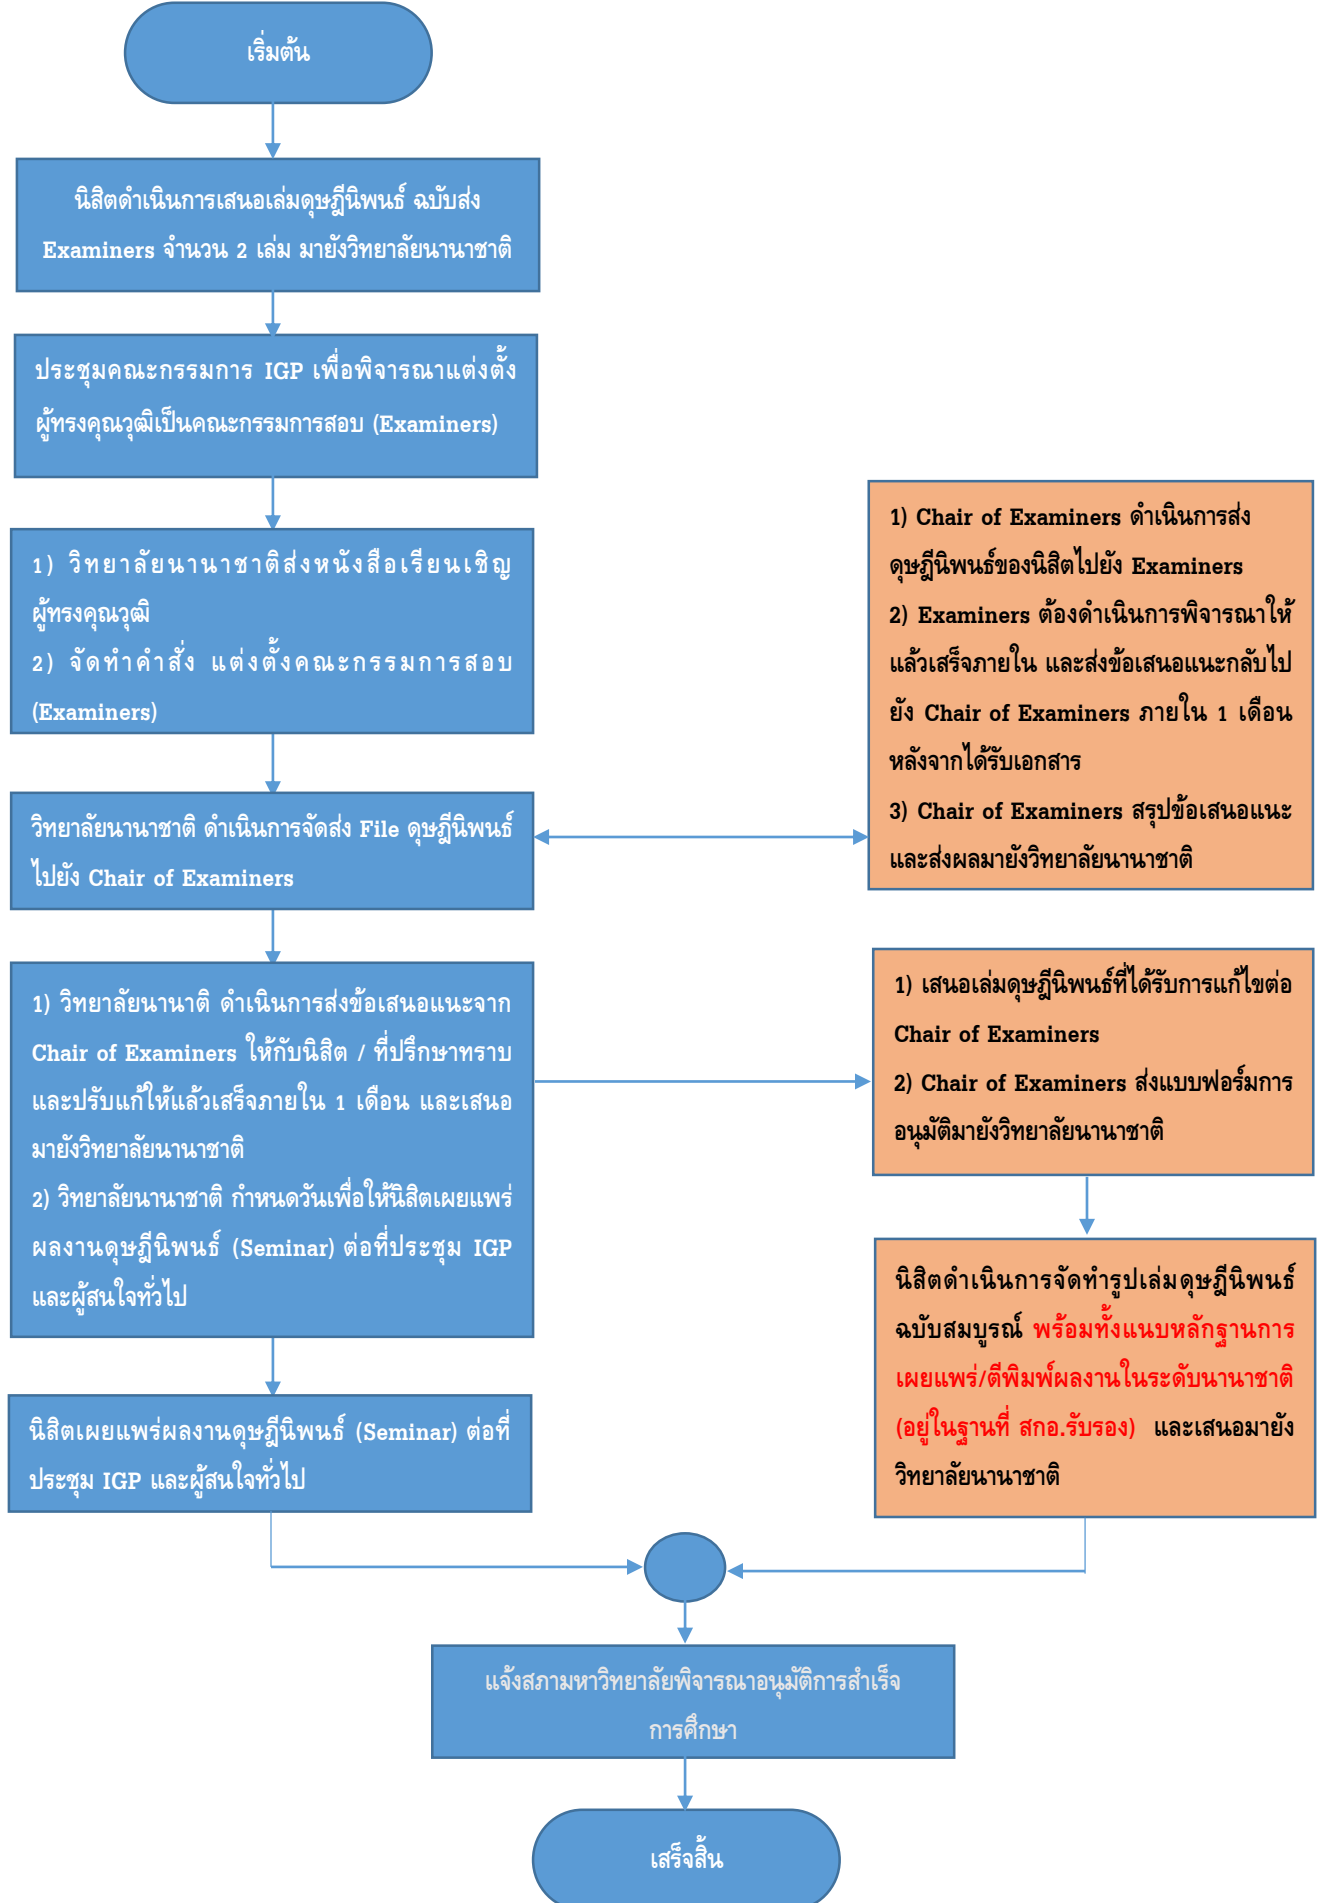 เริ่มต้น
นิสิตดำเนินการเสนอเล่มดุษฎีนิพนธ์ ฉบับส่ง
Examiners จำนวน 2 เล่ม มายังวิทยาลัยนานาชาติ
ประชุมคณะกรรมการ IGP เพื่อพิจารณาแต่งตั้ง
ผู้ทรงคุณวุฒิเป็นคณะกรรมการสอบ (Examiners)
1) วิทยาลัยนานาชาติส่งหนังสือเรียนเชิญ
ผู้ทรงคุณวุฒิ
2) จัดทำคำสั่ง แต่งตั้งคณะกรรมการสอบ
(Examiners)
วิทยาลัยนานาชาติ ดำเนินการจัดส่ง File ดุษฎีนิพนธ์
ไปยัง Chair of Examiners
1) Chair of Examiners ดำเนินการส่ง
ดุษฎีนิพนธ์ของนิสิตไปยัง Examiners
2) Examiners ต้องดำเนินการพิจารณาให้
แล้วเสร็จภายใน และส่งข้อเสนอแนะกลับไป
ยัง Chair of Examiners ภายใน 1 เดือน
หลังจากได้รับเอกสาร
3) Chair of Examiners สรุปข้อเสนอแนะ
และส่งผลมายังวิทยาลัยนานาชาติ
1) วิทยาลัยนานาติ ดำเนินการส่งข้อเสนอแนะจาก
Chair of Examiners ให้กับนิสิต / ที่ปรึกษาทราบ
และปรับแก้ให้แล้วเสร็จภายใน 1 เดือน และเสนอ
มายังวิทยาลัยนานาชาติ
2) วิทยาลัยนานาชาติ กำหนดวันเพื่อให้นิสิตเผยแพร่
ผลงานดุษฎีนิพนธ์ (Seminar) ต่อที่ประชุม IGP
และผู้สนใจทั่วไป
1) เสนอเล่มดุษฎีนิพนธ์ที่ได้รับการแก้ไขต่อ
Chair of Examiners
2) Chair of Examiners ส่งแบบฟอร์มการ
อนุมัติมายังวิทยาลัยนานาชาติ
นิสิตดำเนินการจัดทำรูปเล่มดุษฎีนิพนธ์
ฉบับสมบูรณ์ พร้อมทั้งแนบหลักฐานการ
เผยแพร่/ตีพิมพ์ผลงานในระดับนานาชาติ
(อยู่ในฐานที่ สกอ.รับรอง) และเสนอมายัง
วิทยาลัยนานาชาติ
นิสิตเผยแพร่ผลงานดุษฎีนิพนธ์ (Seminar) ต่อที่
ประชุม IGP และผู้สนใจทั่วไป
แจ้งสภามหาวิทยาลัยพิจารณาอนุมัติการสำเร็จ
การศึกษา
เสร็จสิ้น